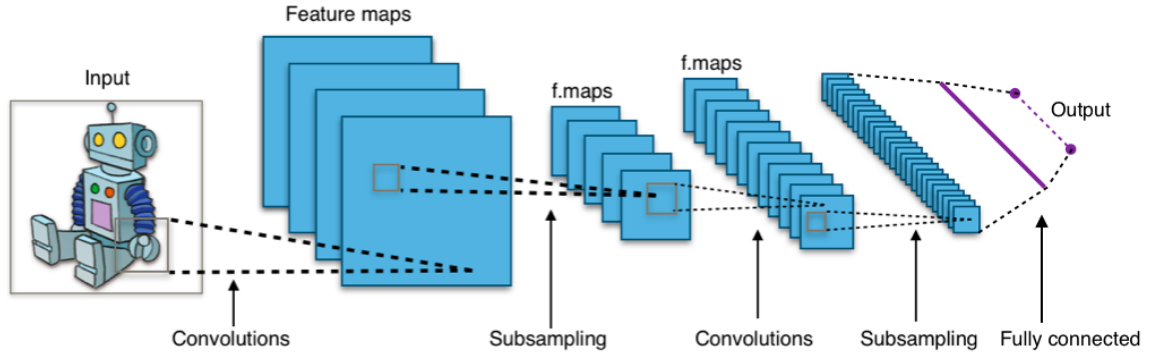 Feature maps
Input
f.maps
f.maps
Output
Convolutions
Subsampling
Convolutions
Subsampling
Fully connected